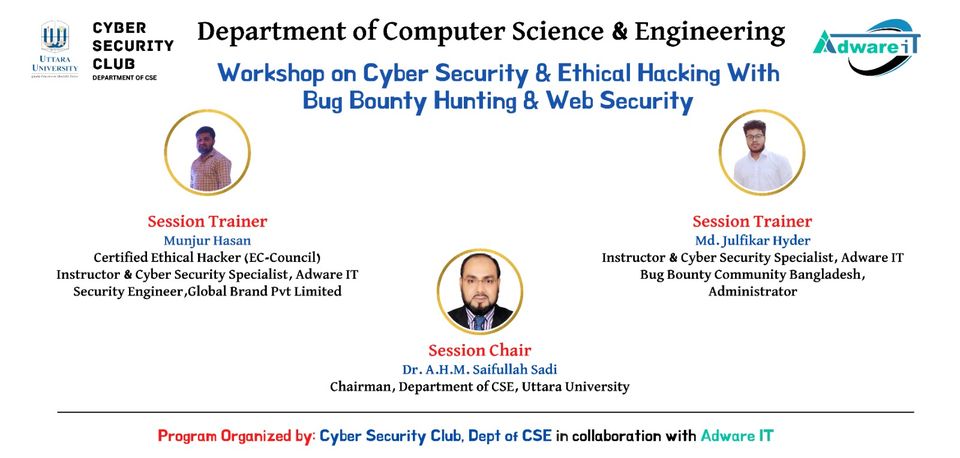 UTTARA
UNIVERSITY
CYBER
SECURITY
CLUB
DEPARTMENT OF CSE
Department of Computer Science & Engineering
Adware iT
Workshop on Cyber Security & Ethical Hacking With
Bug Bounty Hunting & Web Security
Session Trainer
Munjur Hasan
Certified Ethical Hacker (EC-Council)
Instructor & Cyber Security Specialist, Adware IT
Security Engineer,Global Brand Pvt Limited
Session Trainer
Md. Julfikar Hyder
Instructor & Cyber Security Specialist, Adware IT
Bug Bounty Community Bangladesh,
Administrator
Session Chair
Dr. A.H.M. Saifullah Sadi
Chairman, Department of CSE, Uttara University
Program Organized by: Cyber Security Club, Dept of CSE in collaboration with Adware IT